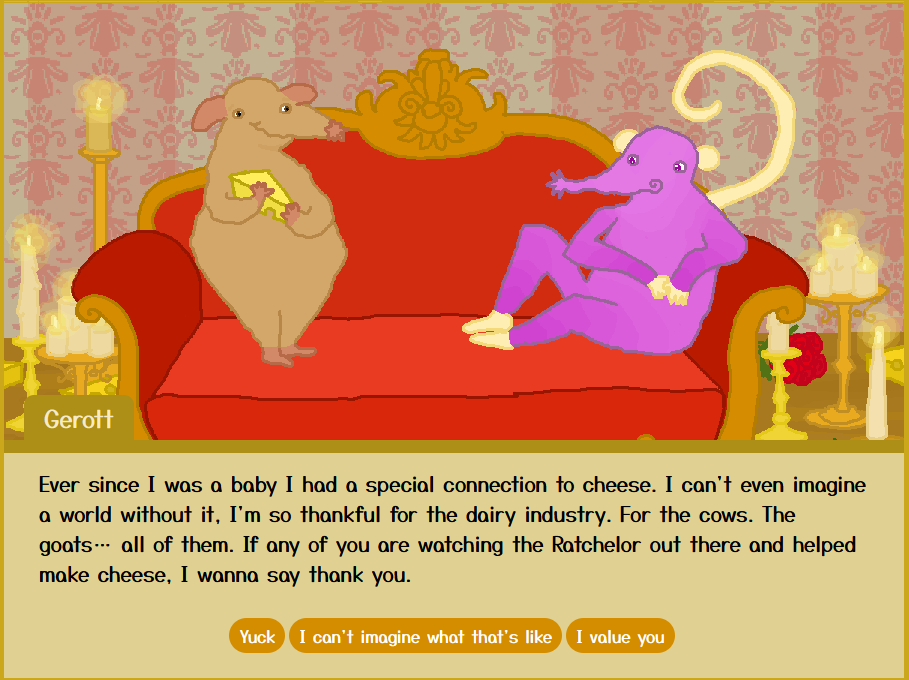 Gerott
Ever since I was a baby I had a special connection to cheese. I can't even imagine
a world without it, I'm so thankful for the dairy industry. For the cows. The
goats… all of them. If any of you are watching the Ratchelor out there and helped
make cheese, I wanna say thank you.
Yuck
I can't imagine what that's like
I value you